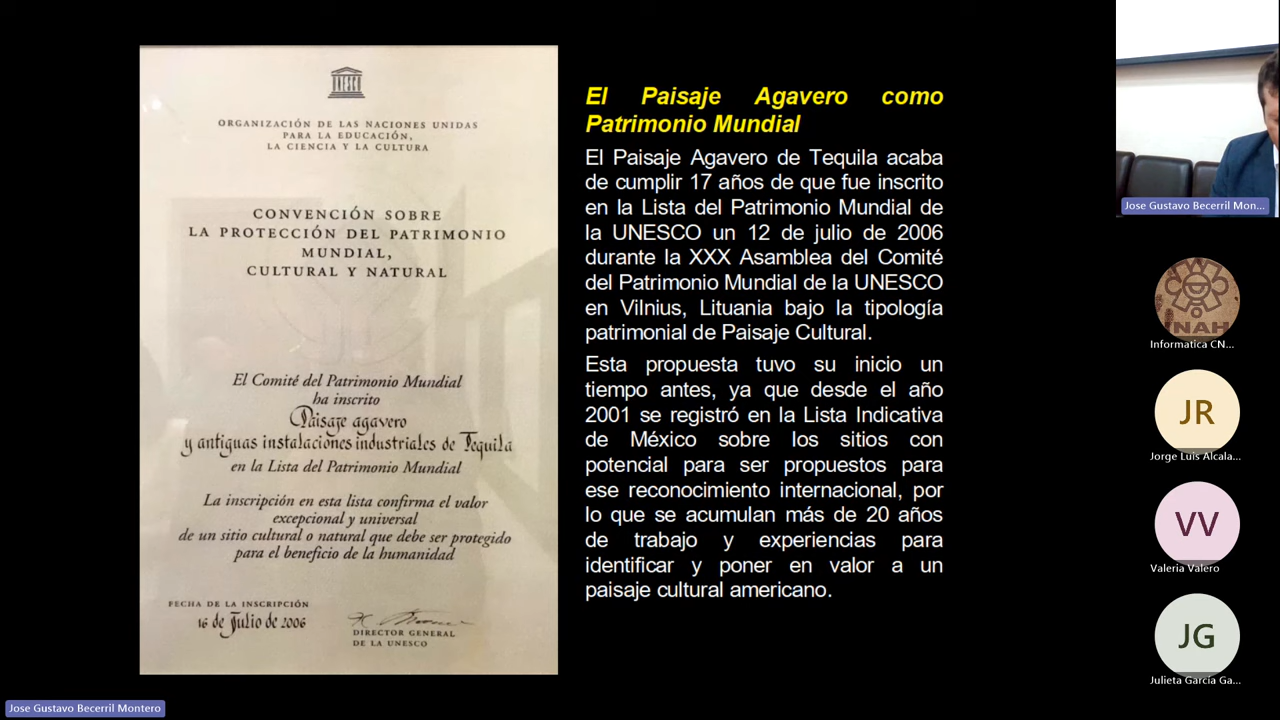 ORGANIZACIÓN DE LAS NACIONES UNIDAS
PARA LA EDUCACIÓN,
LA CIENCIA Y LA CULTURA
CONVENCIÓN SOBRE
LA PROTECCIÓN DEL PATRIMONIO
MUNDIAL,
CULTURAL Y NATURAL
El Comité del Patrimonio Mundial
ha inscrito
Paisaje agavero
y antiguas instalaciones industriales de Tequila
en la Lista del Patrimonio Mundial
La inscripción en esta lista confirma el valor
excepcional y universal
de un sitio cultural o natural que debe ser protegido
para el beneficio de la humanidad
FECHA DE LA INSCRIPCIÓN
16 de Julio de 2006
DIRECTOR GENERAL
DE LA UNESCO
El Paisaje Agavero como
Patrimonio Mundial
El Paisaje Agavero de Tequila acaba
de cumplir 17 años de que fue inscrito
en la Lista del Patrimonio Mundial de
la UNESCO un 12 de julio de 2006
durante la XXX Asamblea del Comité
del Patrimonio Mundial de la UNESCO
en Vilnius, Lituania bajo la tipología
patrimonial de Paisaje Cultural.
Esta propuesta tuvo su inicio un
tiempo antes, ya que desde el año
2001 se registró en la Lista Indicativa
de México sobre los sitios con
potencial para ser propuestos para
ese reconocimiento internacional, por
lo que se acumulan más de 20 años
de trabajo y experiencias para
identificar y poner en valor a un
paisaje cultural americano.
Jose Gustavo Becerril Mon...
INAH
Informatica CN...
JR
Jorge Luis Alcala...
VV
Valeria Valero
JG
Julieta García Ga...
Jose Gustavo Becerril Montero